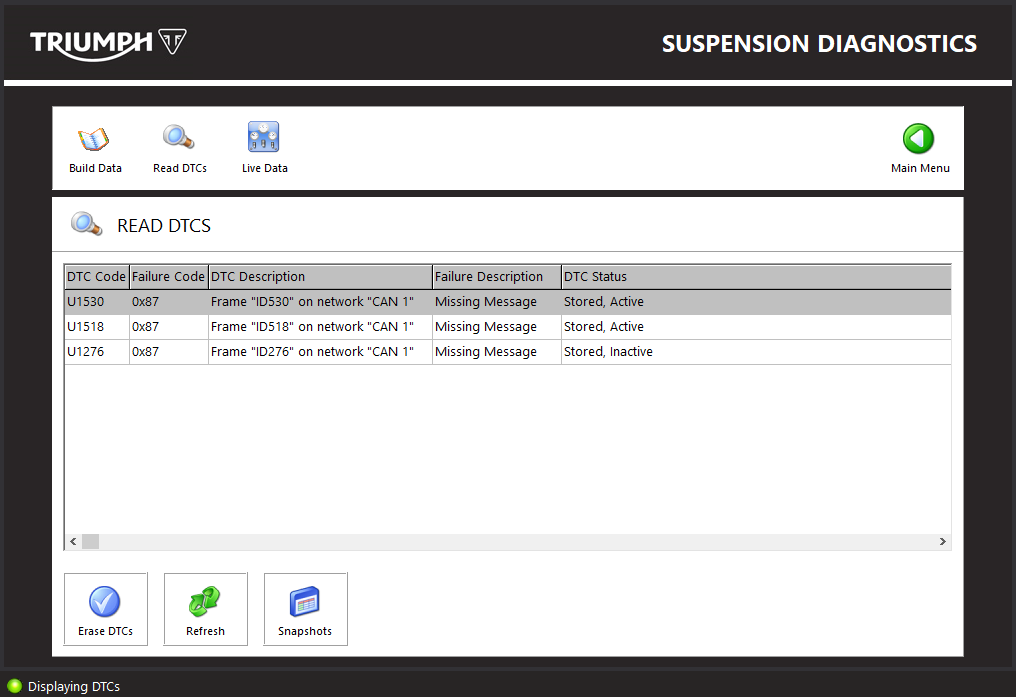 TRIUMPH
SUSPENSION DIAGNOSTICS
Build Data Read DTCs Live Data Main Menu
READ DTCS
DTC Code Failure Code DTC Description Failure Description DTC Status
U1530 0x87 Frame "ID530" on network "CAN 1" Missing Message Stored, Active
U1518 0x87 Frame "ID518" on network "CAN 1" Missing Message Stored, Active
U1276 0x87 Frame "ID276" on network "CAN 1" Missing Message Stored, Inactive
Erase DTCs Refresh Snapshots
Displaying DTCs